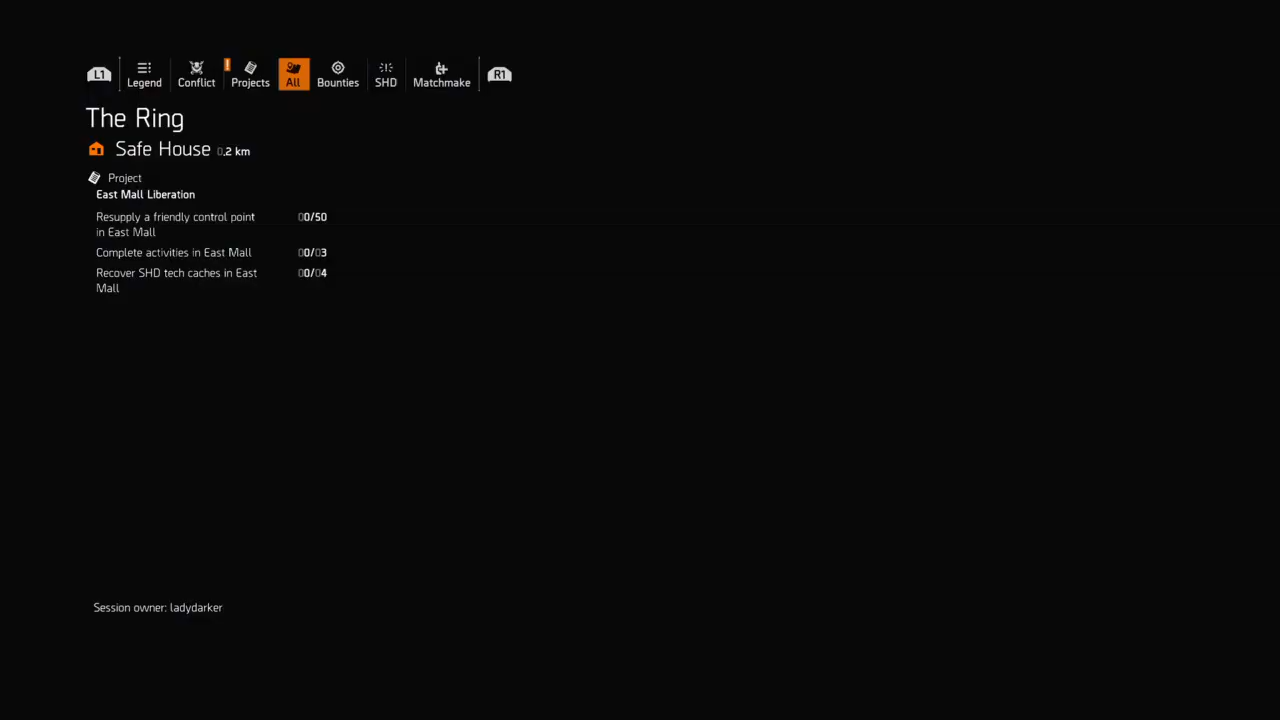 L1 Legend Conflict ! Projects All Bounties SHD Matchmake R1
The Ring
Safe House 0.2 km
Project
East Mall Liberation
Resupply a friendly control point 00/50
in East Mall
Complete activities in East Mall 00/03
Recover SHD tech caches in East 00/04
Mall
Session owner: ladydarker